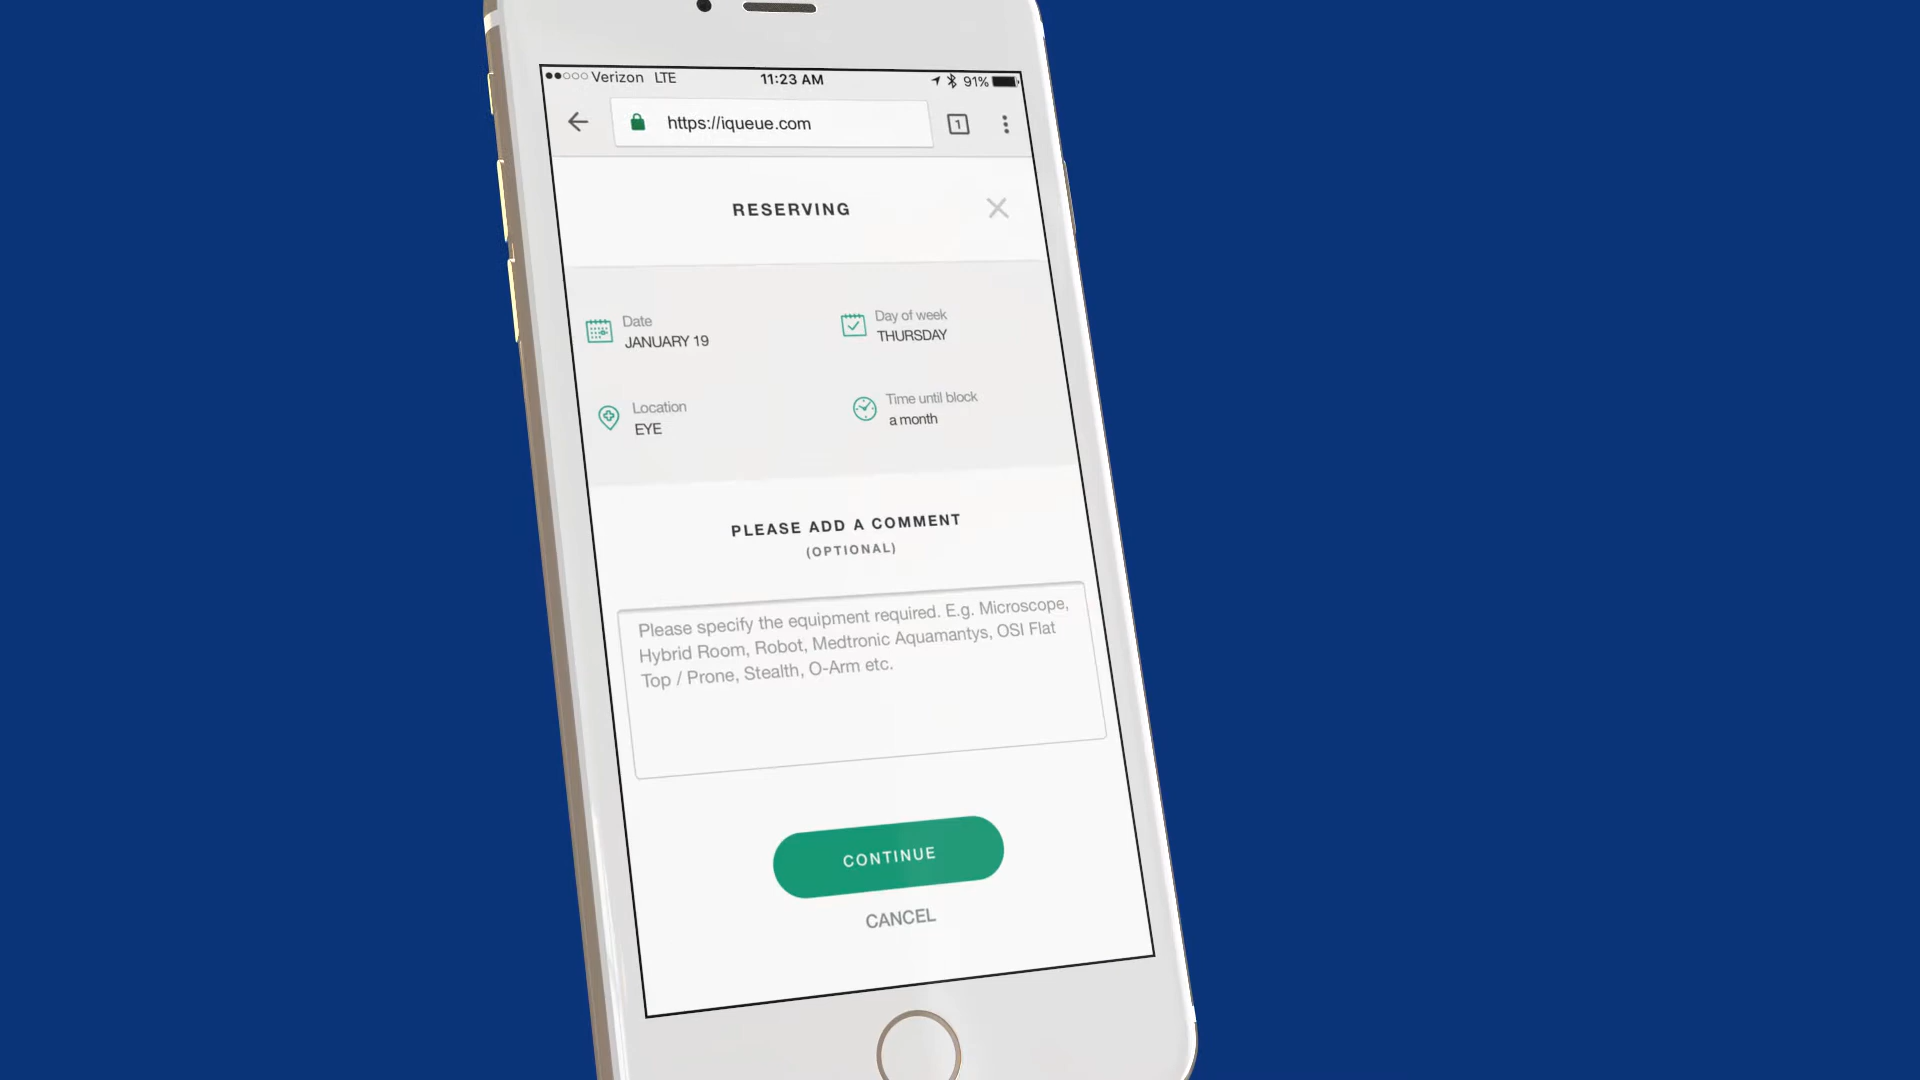 Verizon LTE 11:23 AM 91%
https://iqueue.com 1
RESERVING
Date
JANUARY 19
Day of week
THURSDAY
Location
EYE
Time until block
a month
PLEASE ADD A COMMENT
(OPTIONAL)
Please specify the equipment required. E.g. Microscope,
Hybrid Room, Robot, Medtronic Aquamantys, OSI Flat
Top / Prone, Stealth, O-Arm etc.
CONTINUE
CANCEL